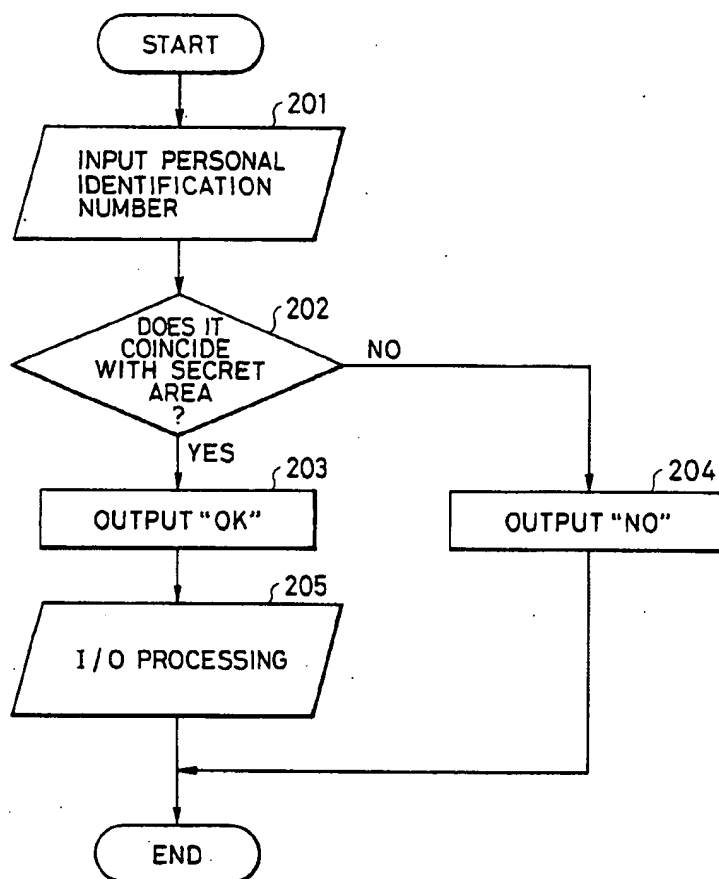 START
201
INPUT PERSONAL
IDENTIFICATION
NUMBER
202
DOES IT
COINCIDE
WITH SECRET
AREA
?
NO
YES
203
OUTPUT "OK"
204
OUTPUT "NO"
205
I/O PROCESSING
END